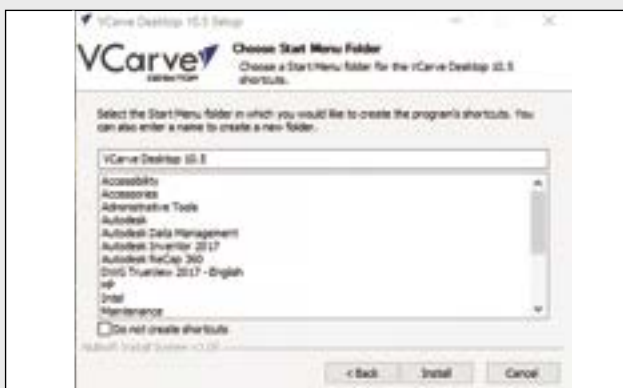 VCarve Desktop 10.5 Setup
VCarve
DESKTOP
Choose Start Menu Folder
Choose a Start Menu folder for the VCarve Desktop 10.5
shortcuts.
Select the Start Menu folder in which you would like to create the program's shortcuts. You
can also enter a name to create a new folder.
VCarve Desktop 10.5
Accessibility
Accessories
Administrative Tools
Autodesk
Autodesk Data Management
Autodesk Inventor 2017
Autodesk ReCap 360
DWG TrueView 2017 - English
HP
Intel
Maintenance
Do not create shortcuts
Nullsoft Install System
< Back
Install
Cancel